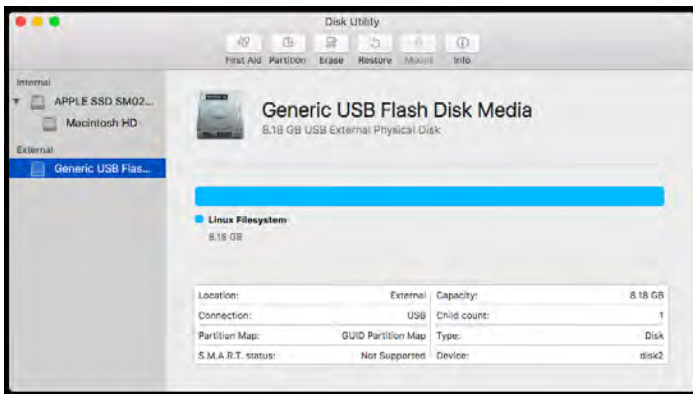 Disk Utility
First Aid Partition Erase Restore Mount Info
Internal
APPLE SSD SM02...
Macintosh HD
External
Generic USB Flas...
Generic USB Flash Disk Media
8.18 GB USB External Physical Disk
Linux Filesystem
8.18 GB
Location: External Capacity: 8.18 GB
Connection: USB Child count: 1
Partition Map: GUID Partition Map Type: Disk
S.M.A.R.T. status: Not Supported Device: disk2